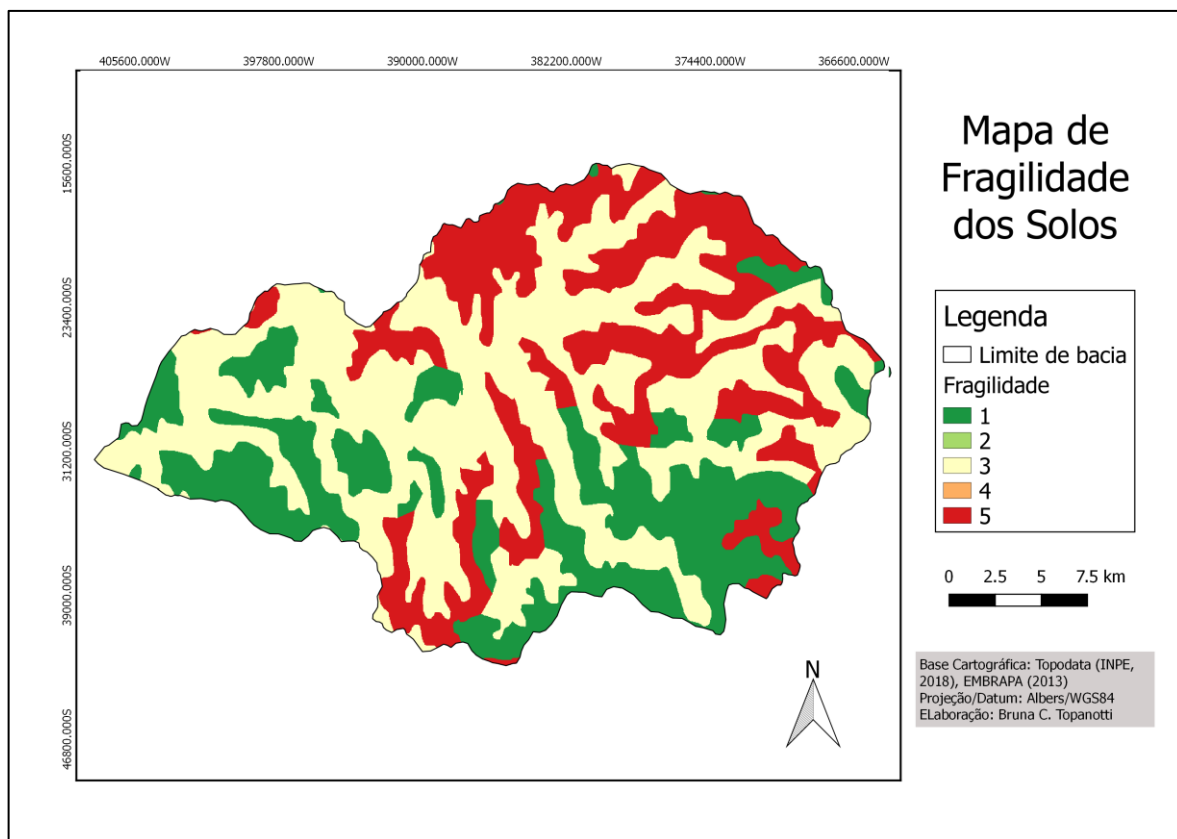 405600.000W 397800.000W 390000.000W 382200.000W 374400.000W 366600.000W
15600.000S
23400.000S
31200.000S
39000.000S
46800.000S
N
Mapa de
Fragilidade
dos Solos
Legenda
Limite de bacia
Fragilidade
1
2
3
4
5
0 2.5 5 7.5 km
Base Cartográfica: Topodata (INPE,
2018), EMBRAPA (2013)
Projeção/Datum: Albers/WGS84
ELaboração: Bruna C. Topanotti